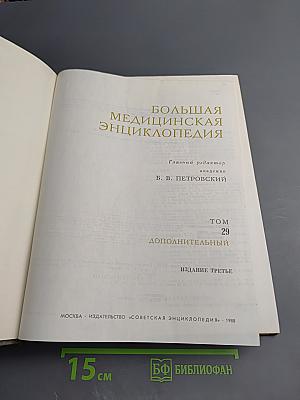 БОЛЬШАЯ
МЕДИЦИНСКАЯ
ЭНЦИКЛОПЕДИЯ
Главный редактор
академик
Б. В. ПЕТРОВСКИЙ
ТОМ
29
ДОПОЛНИТЕЛЬНЫЙ
ИЗДАНИЕ ТРЕТЬЕ
МОСКВА · ИЗДАТЕЛЬСТВО «СОВЕТСКАЯ ЭНЦИКЛОПЕДИЯ» · 1988
15 см
БФ БИБЛИОФАН